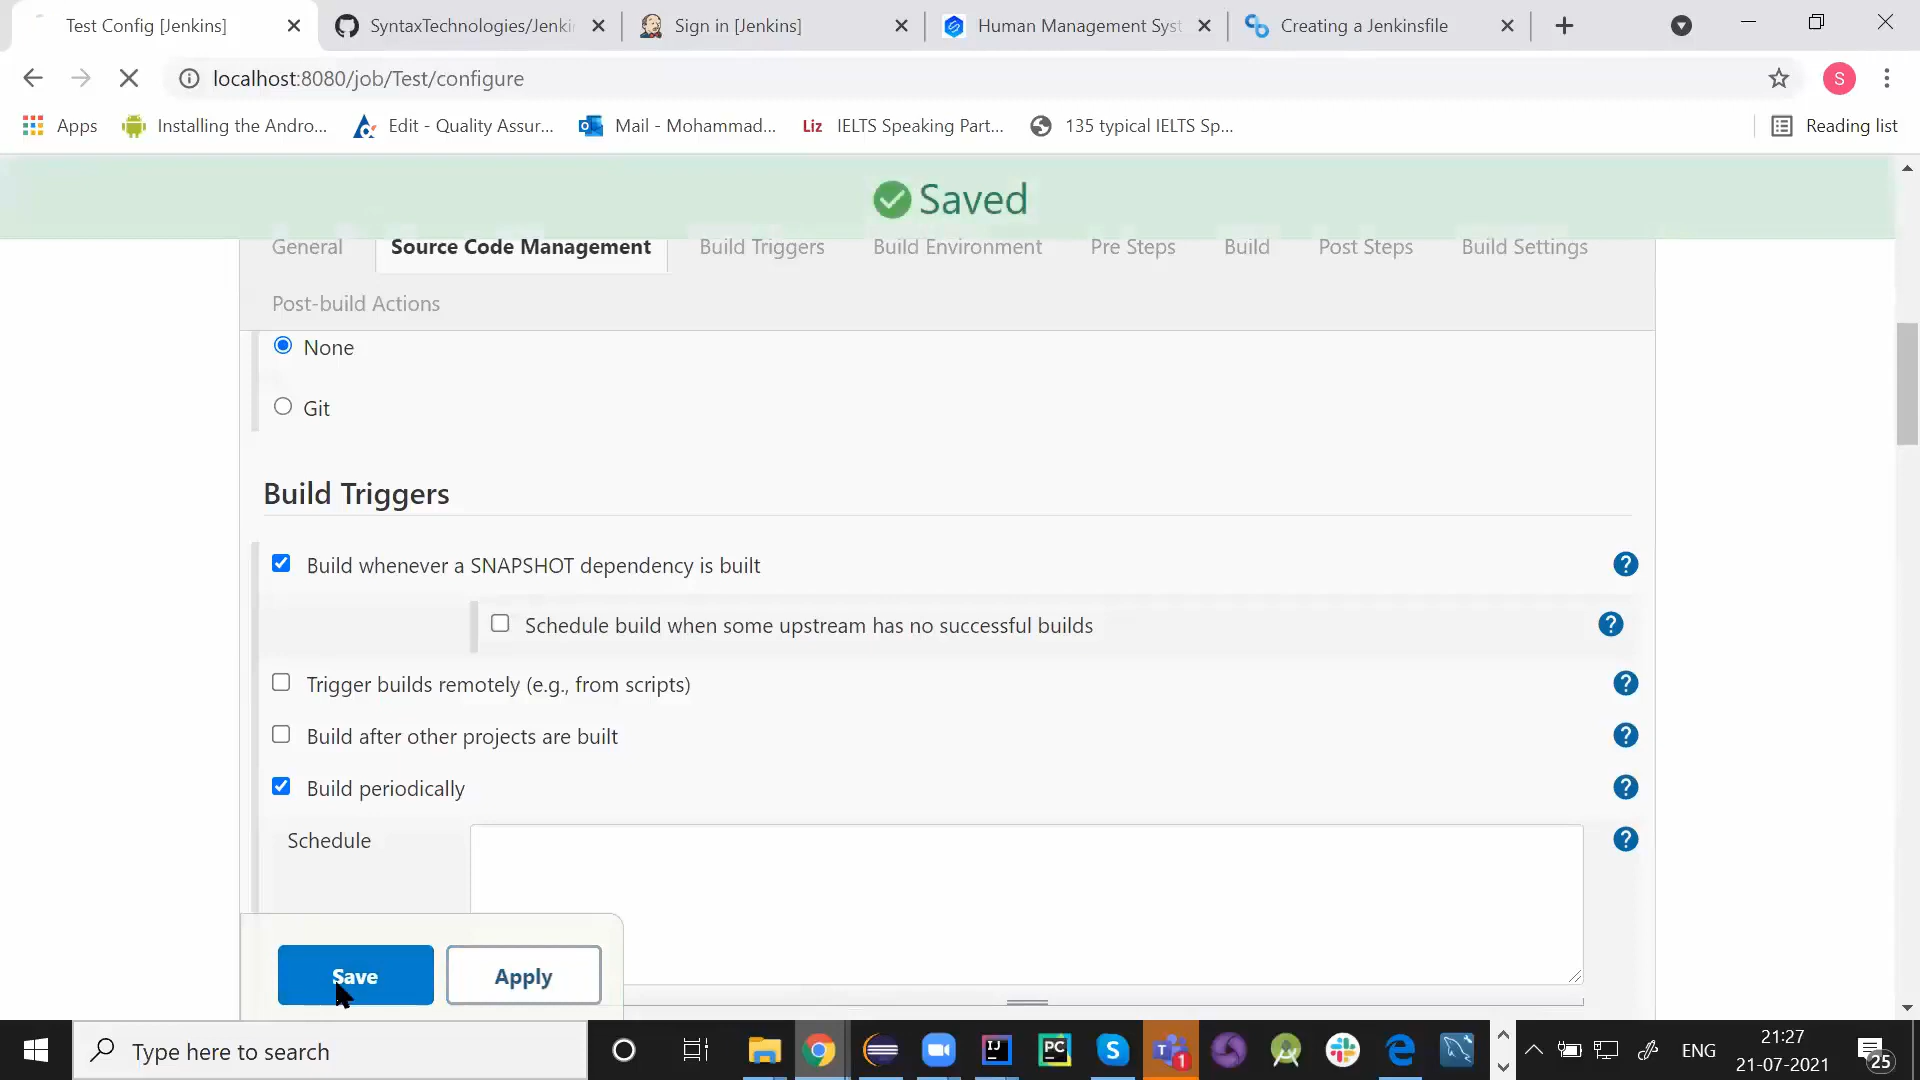 Test Config [Jenkins]
SyntaxTechnologies/Jenki
Sign in [Jenkins]
Human Management Syst
Creating a Jenkinsfile
localhost:8080/job/Test/configure
S
Apps
Installing the Andro...
Edit - Quality Assur...
Mail - Mohammad...
Liz IELTS Speaking Part...
135 typical IELTS Sp...
Reading list
Saved
General
Source Code Management
Build Triggers
Build Environment
Pre Steps
Build
Post Steps
Build Settings
Post-build Actions
None
Git
Build Triggers
Build whenever a SNAPSHOT dependency is built
Schedule build when some upstream has no successful builds
Trigger builds remotely (e.g., from scripts)
Build after other projects are built
Build periodically
Schedule
Save
Apply
Type here to search
ENG
21:27
21-07-2021
25